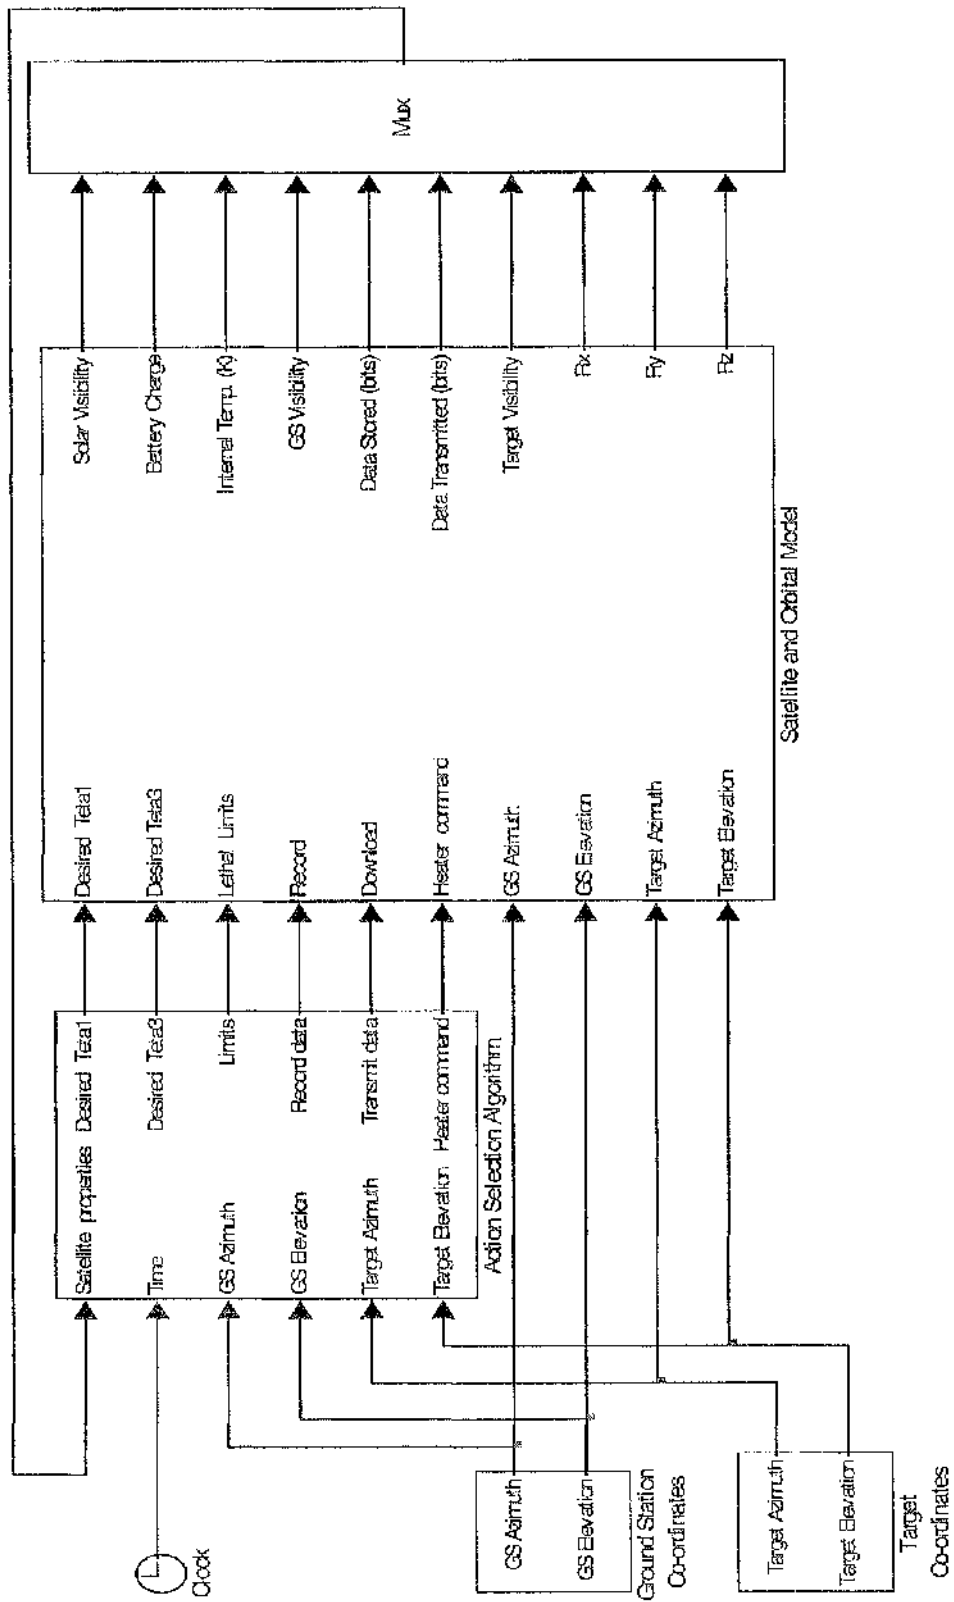 Clock
GS Azimuth
GS Elevation
Ground Station
Co-ordinates
Target Azimuth
Target Elevation
Target
Co-ordinates
Satellite properties
Time
GS Azimuth
GS Elevation
Target Azimuth
Target Elevation
Desired Teta1
Desired Teta3
Limits
Record data
Transmit data
Heater command
Action Selection Algorithm
Desired Teta1
Desired Teta3
Lethal Limits
Record
Download
Heater command
GS Azimuth
GS Elevation
Target Azimuth
Target Elevation
Solar Visibility
Battery Charge
Internal Temp. (K)
GS Visibility
Data Stored (bits)
Data Transmitted (bits)
Target Visibility
Rx
Ry
Rz
Satellite and Orbital Model
Mux